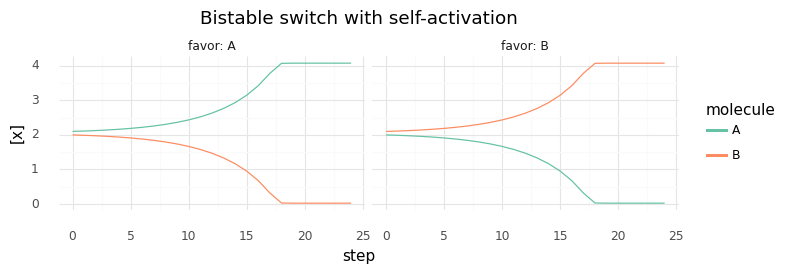 Bistable switch with self-activation
favor: A
favor: B
[x]
4
3
2
1
0
0 5 10 15 20 25
0 5 10 15 20 25
step
molecule
A
B